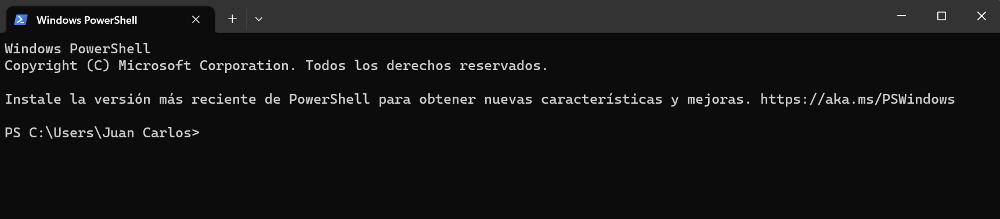 Windows PowerShell
Windows PowerShell
Copyright (C) Microsoft Corporation. Todos los derechos reservados.
Instale la versión más reciente de PowerShell para obtener nuevas características y mejoras. https://aka.ms/PSWindows
PS C:\Users\Juan Carlos>